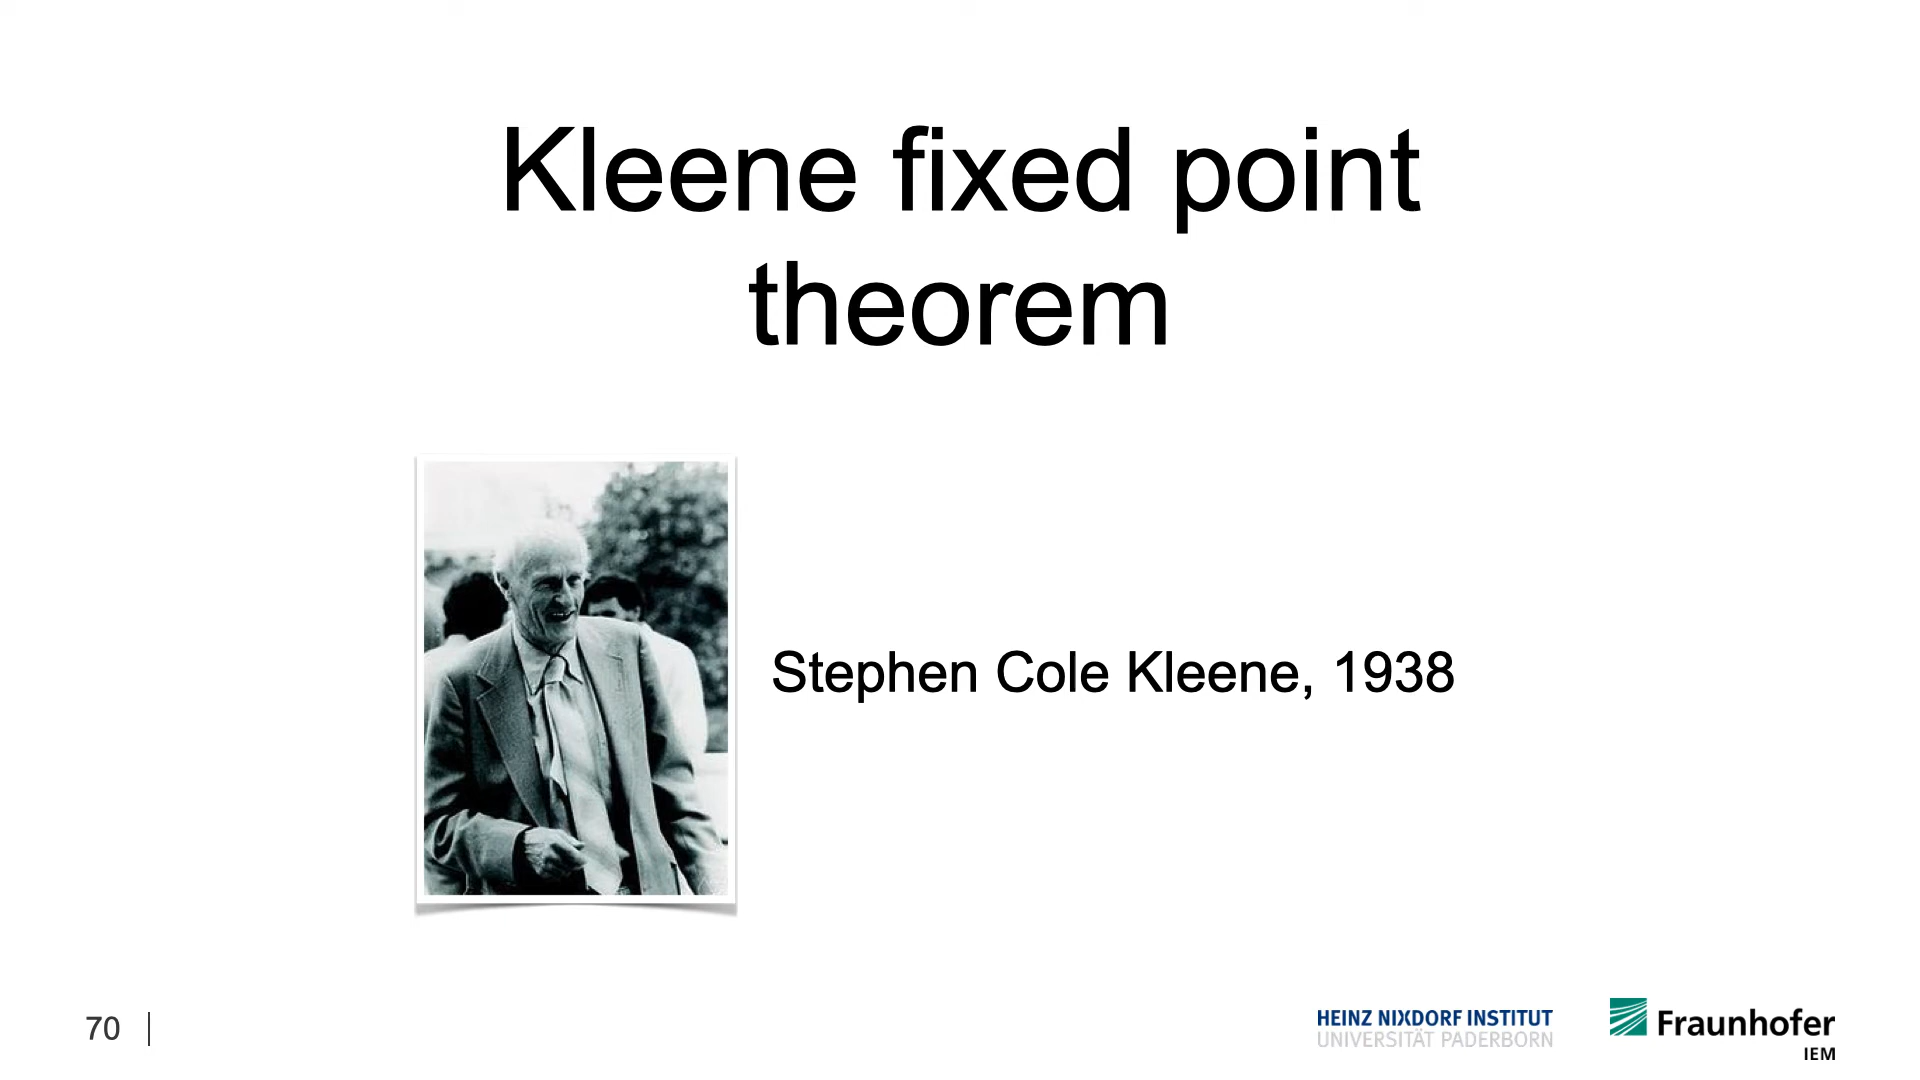 Kleene fixed point
theorem
Stephen Cole Kleene, 1938
70
HEINZ NIXDORF INSTITUT
UNIVERSITÄT PADERBORN
Fraunhofer
IEM